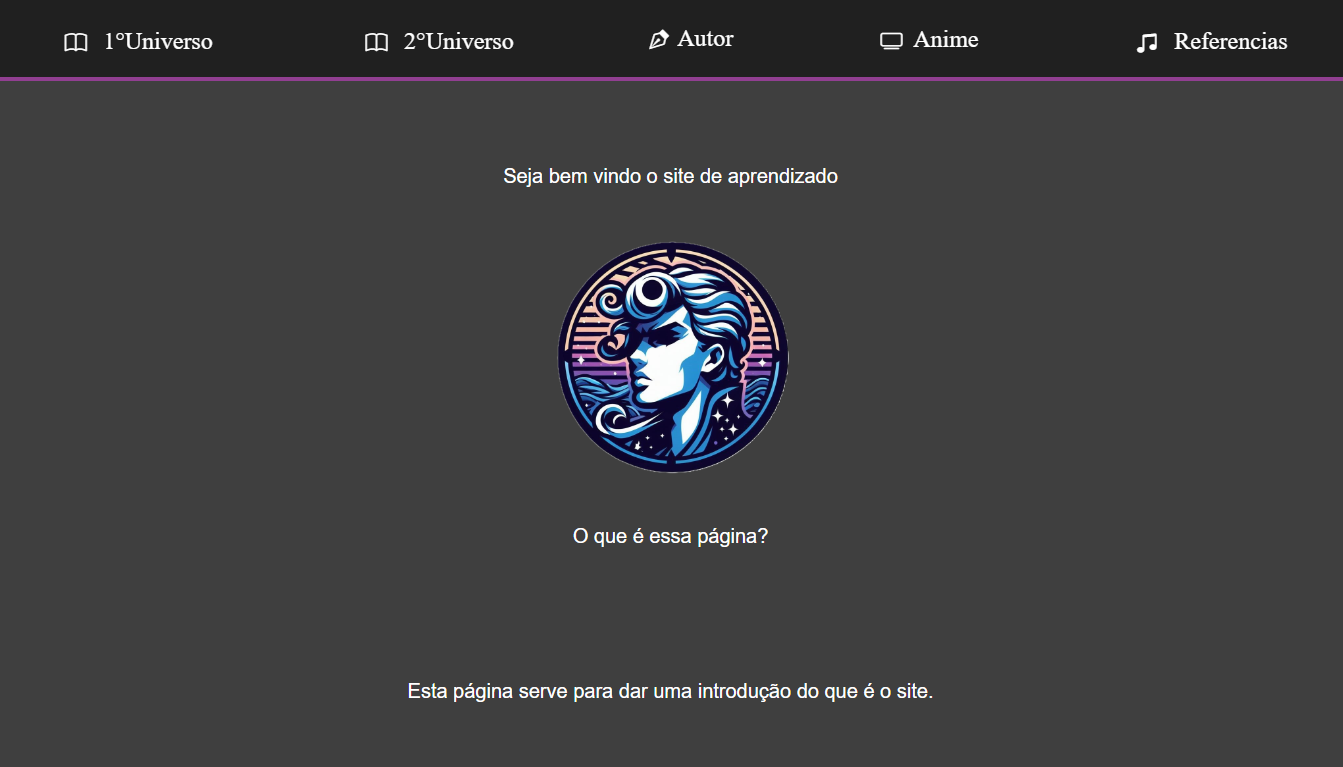 1°Universo 2°Universo Autor Anime Referencias
Seja bem vindo o site de aprendizado
O que é essa página?
Esta página serve para dar uma introdução do que é o site.